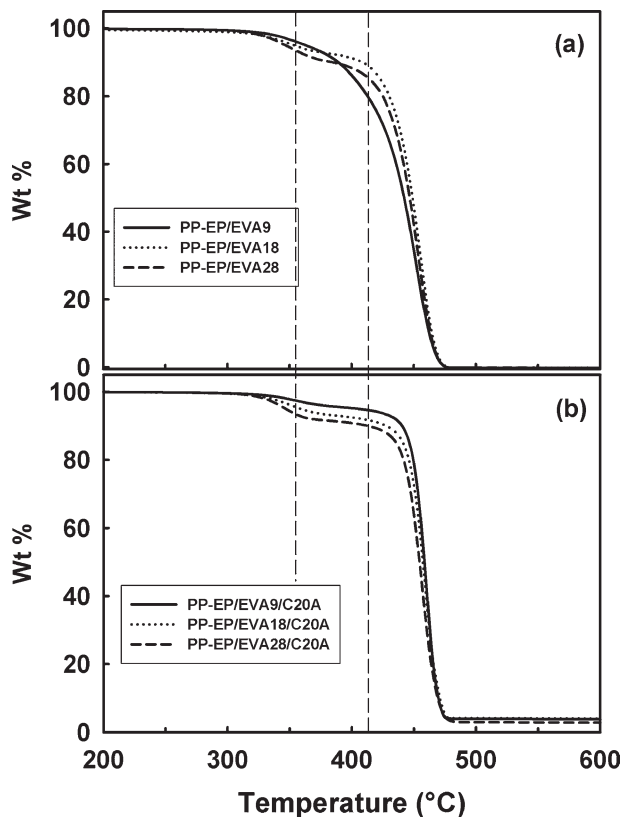 (a)
100
80
60
40
20
0
Wt %
PP-EP/EVA9
PP-EP/EVA18
PP-EP/EVA28
(b)
100
80
60
40
20
0
Wt %
PP-EP/EVA9/C20A
PP-EP/EVA18/C20A
PP-EP/EVA28/C20A
200 300 400 500 600
Temperature (°C)